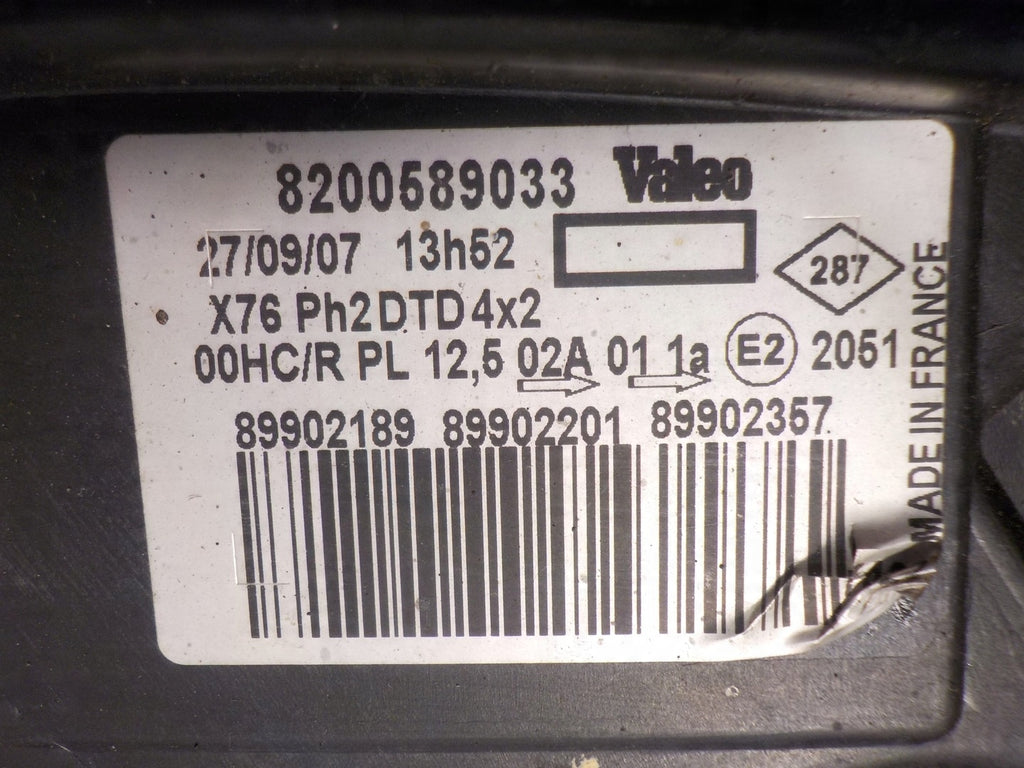 8200589033 Valeo
27/09/07 13h52
287
X76 Ph2 DTD 4x2
00HC/R PL 12,5 02A 01 1a E2 2051
89902189 89902201 89902357
MADE IN FRANCE